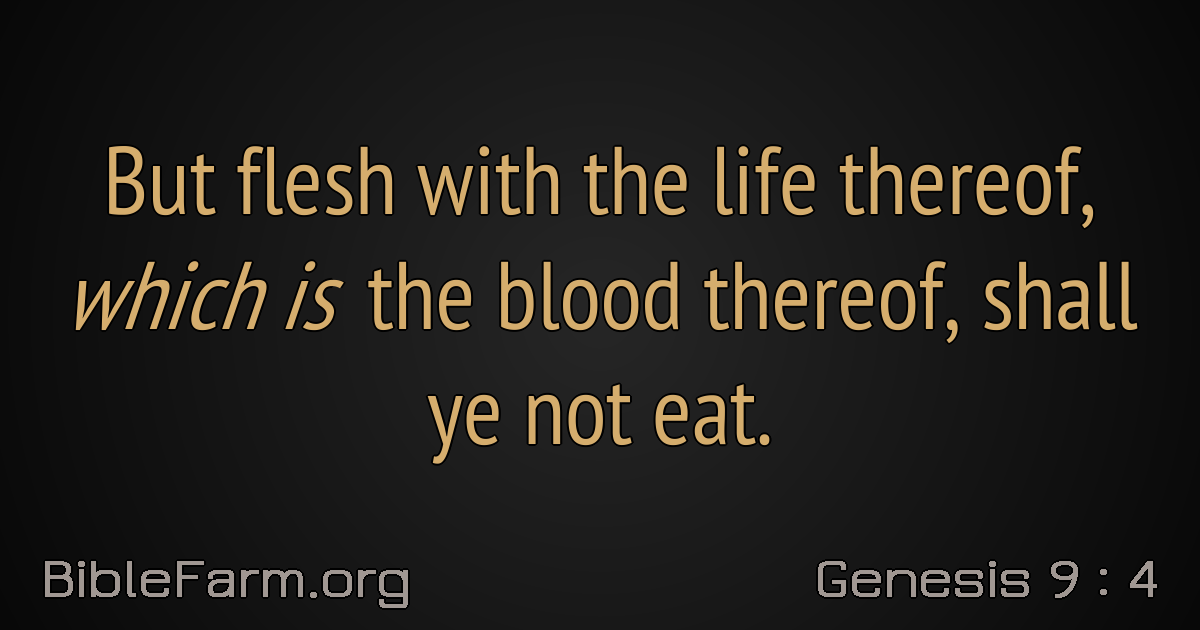 But flesh with the life thereof,
which is the blood thereof, shall
ye not eat.
BibleFarm.org
Genesis 9 : 4